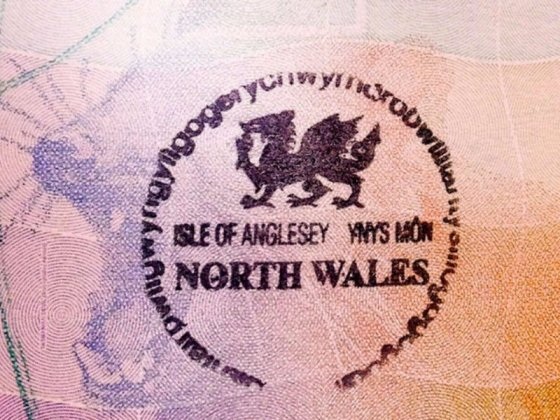 Llanfairpwllgwyngyllgogerychwyrndrobwllllantysiliogogogoch
ISLE OF ANGLESEY YNYS MÔN
NORTH WALES